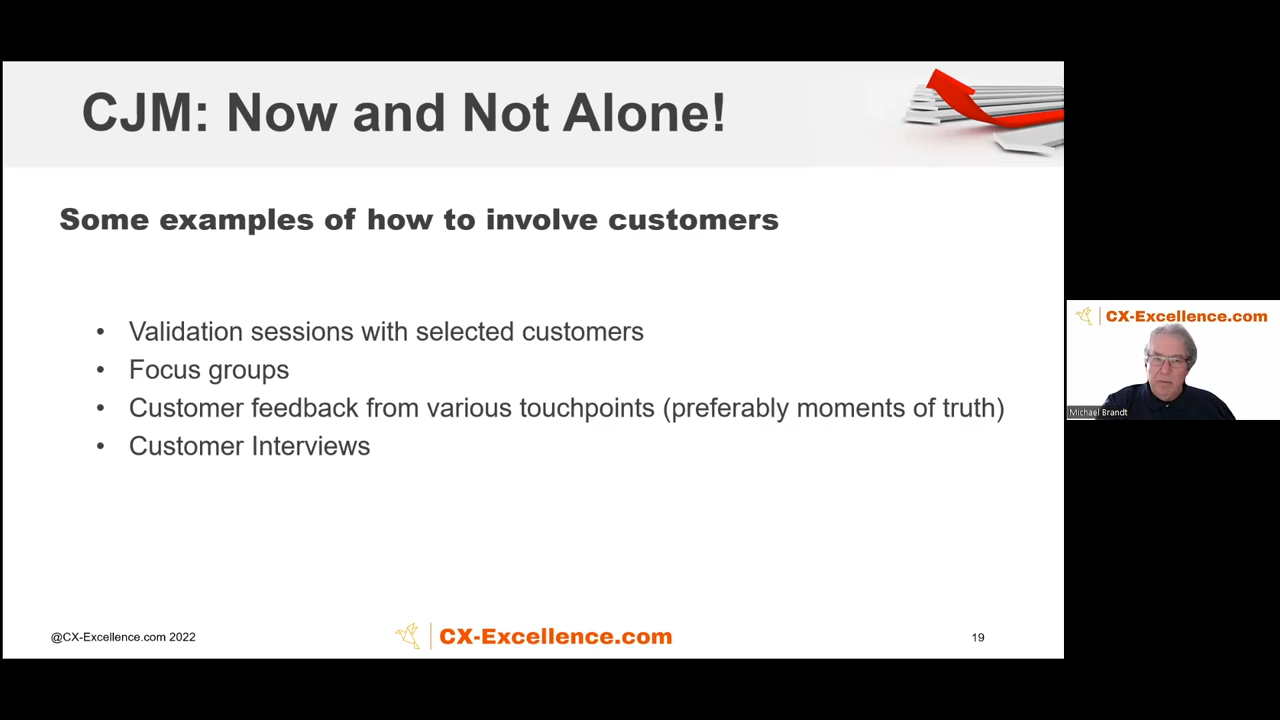 CJM: Now and Not Alone!
Some examples of how to involve customers
• Validation sessions with selected customers
• Focus groups
• Customer feedback from various touchpoints (preferably moments of truth)
• Customer Interviews
@CX-Excellence.com 2022
CX-Excellence.com
19
CX-Excellence.com
Michael Brandt